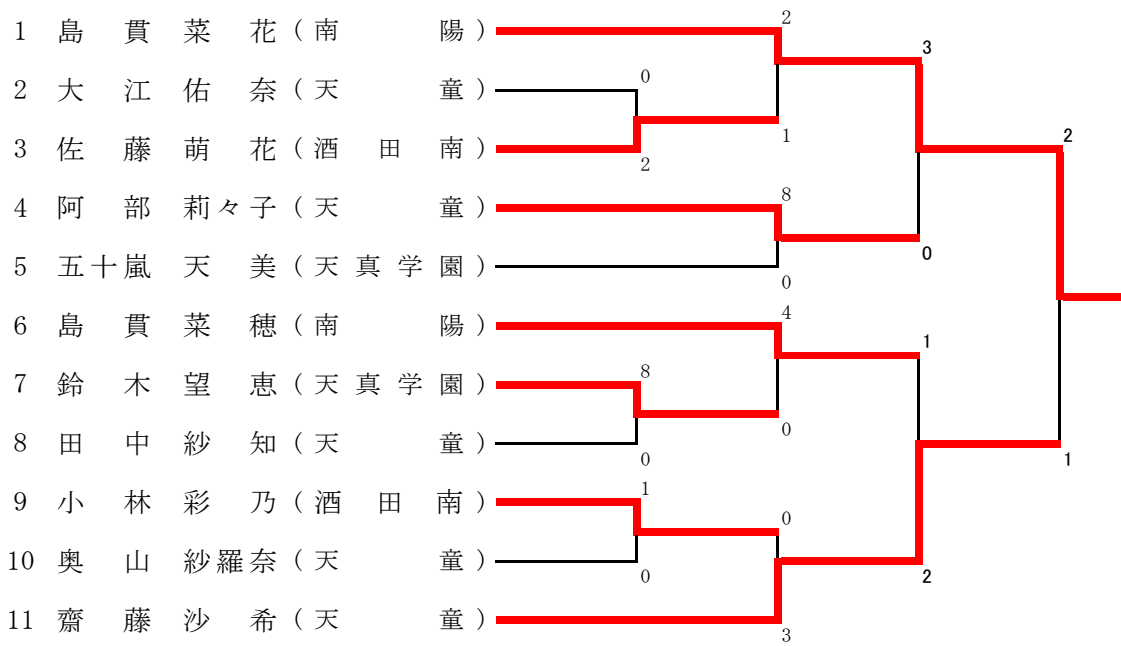 1 島貫菜花(南陽) 2
3
2 大江佑奈(天童) 0
1 2
3 佐藤萌花(酒田南) 2
4 阿部莉々子(天童) 8
0
5 五十嵐天美(天真学園) 0
6 島貫菜穂(南陽) 4
1
7 鈴木望恵(天真学園) 8
0
8 田中紗知(天童) 0 1
9 小林彩乃(酒田南) 1 0
10 奥山紗羅奈(天童) 0 2
11 齋藤沙希(天童) 3